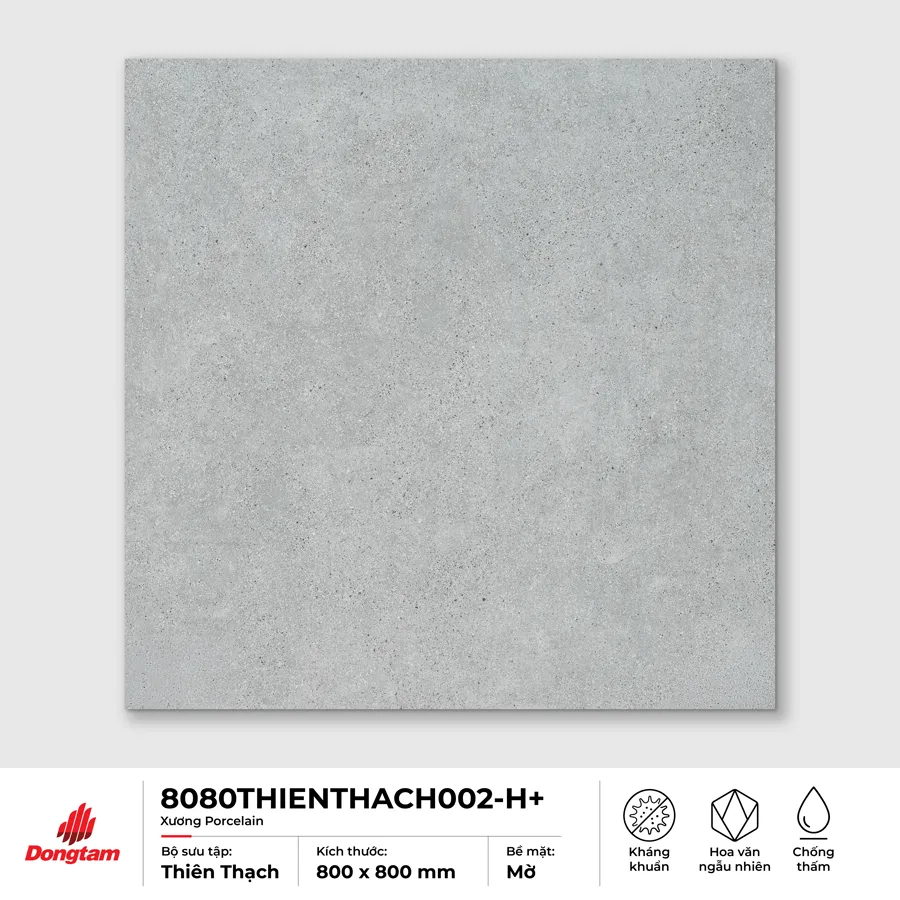 Dongtam
8080THIENTHACH002-H+
Xương Porcelain
Bộ sưu tập:
Thiên Thạch
Kích thước:
800 x 800 mm
Bề mặt:
Mờ
Kháng
khuẩn
Hoa văn
ngẫu nhiên
Chống
thấm